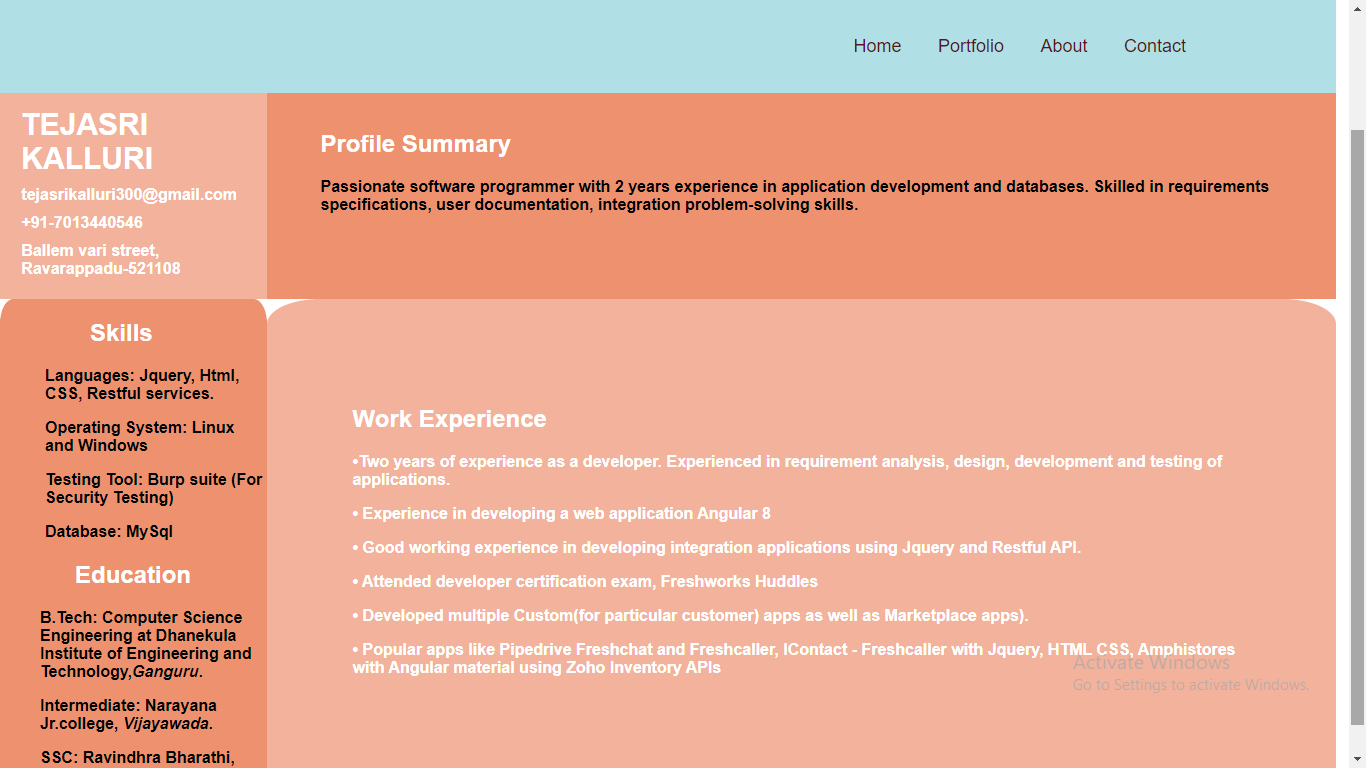 Home Portfolio About Contact
TEJASRI
KALLURI
tejasrikalluri300@gmail.com
+91-7013440546
Ballem vari street,
Ravarappadu-521108
Profile Summary
Passionate software programmer with 2 years experience in application development and databases. Skilled in requirements
specifications, user documentation, integration problem-solving skills.
Skills
Languages: Jquery, Html,
CSS, Restful services.
Operating System: Linux
and Windows
Testing Tool: Burp suite (For
Security Testing)
Database: MySql
Education
B.Tech: Computer Science
Engineering at Dhanekula
Institute of Engineering and
Technology,Ganguru.
Intermediate: Narayana
Jr.college, Vijayawada.
SSC: Ravindhra Bharathi,
Work Experience
•Two years of experience as a developer. Experienced in requirement analysis, design, development and testing of
applications.
• Experience in developing a web application Angular 8
• Good working experience in developing integration applications using Jquery and Restful API.
• Attended developer certification exam, Freshworks Huddles
• Developed multiple Custom(for particular customer) apps as well as Marketplace apps).
• Popular apps like Pipedrive Freshchat and Freshcaller, IContact - Freshcaller with Jquery, HTML CSS, Amphistores
with Angular material using Zoho Inventory APIs
Activate Windows
Go to Settings to activate Windows.